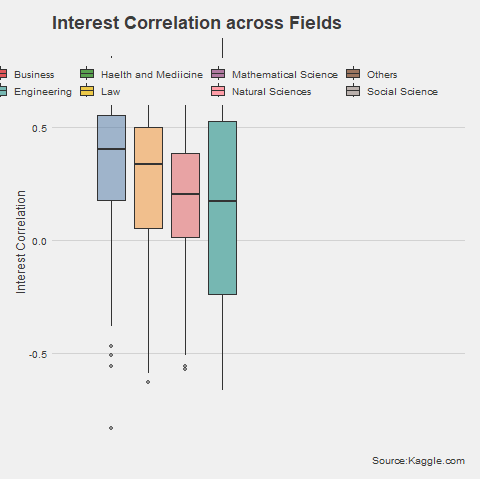 Interest Correlation across Fields
Business Haelth and Mediicine Mathematical Science Others
Engineering Law Natural Sciences Social Science
0.5
0.0
-0.5
Interest Correlation
Source:Kaggle.com